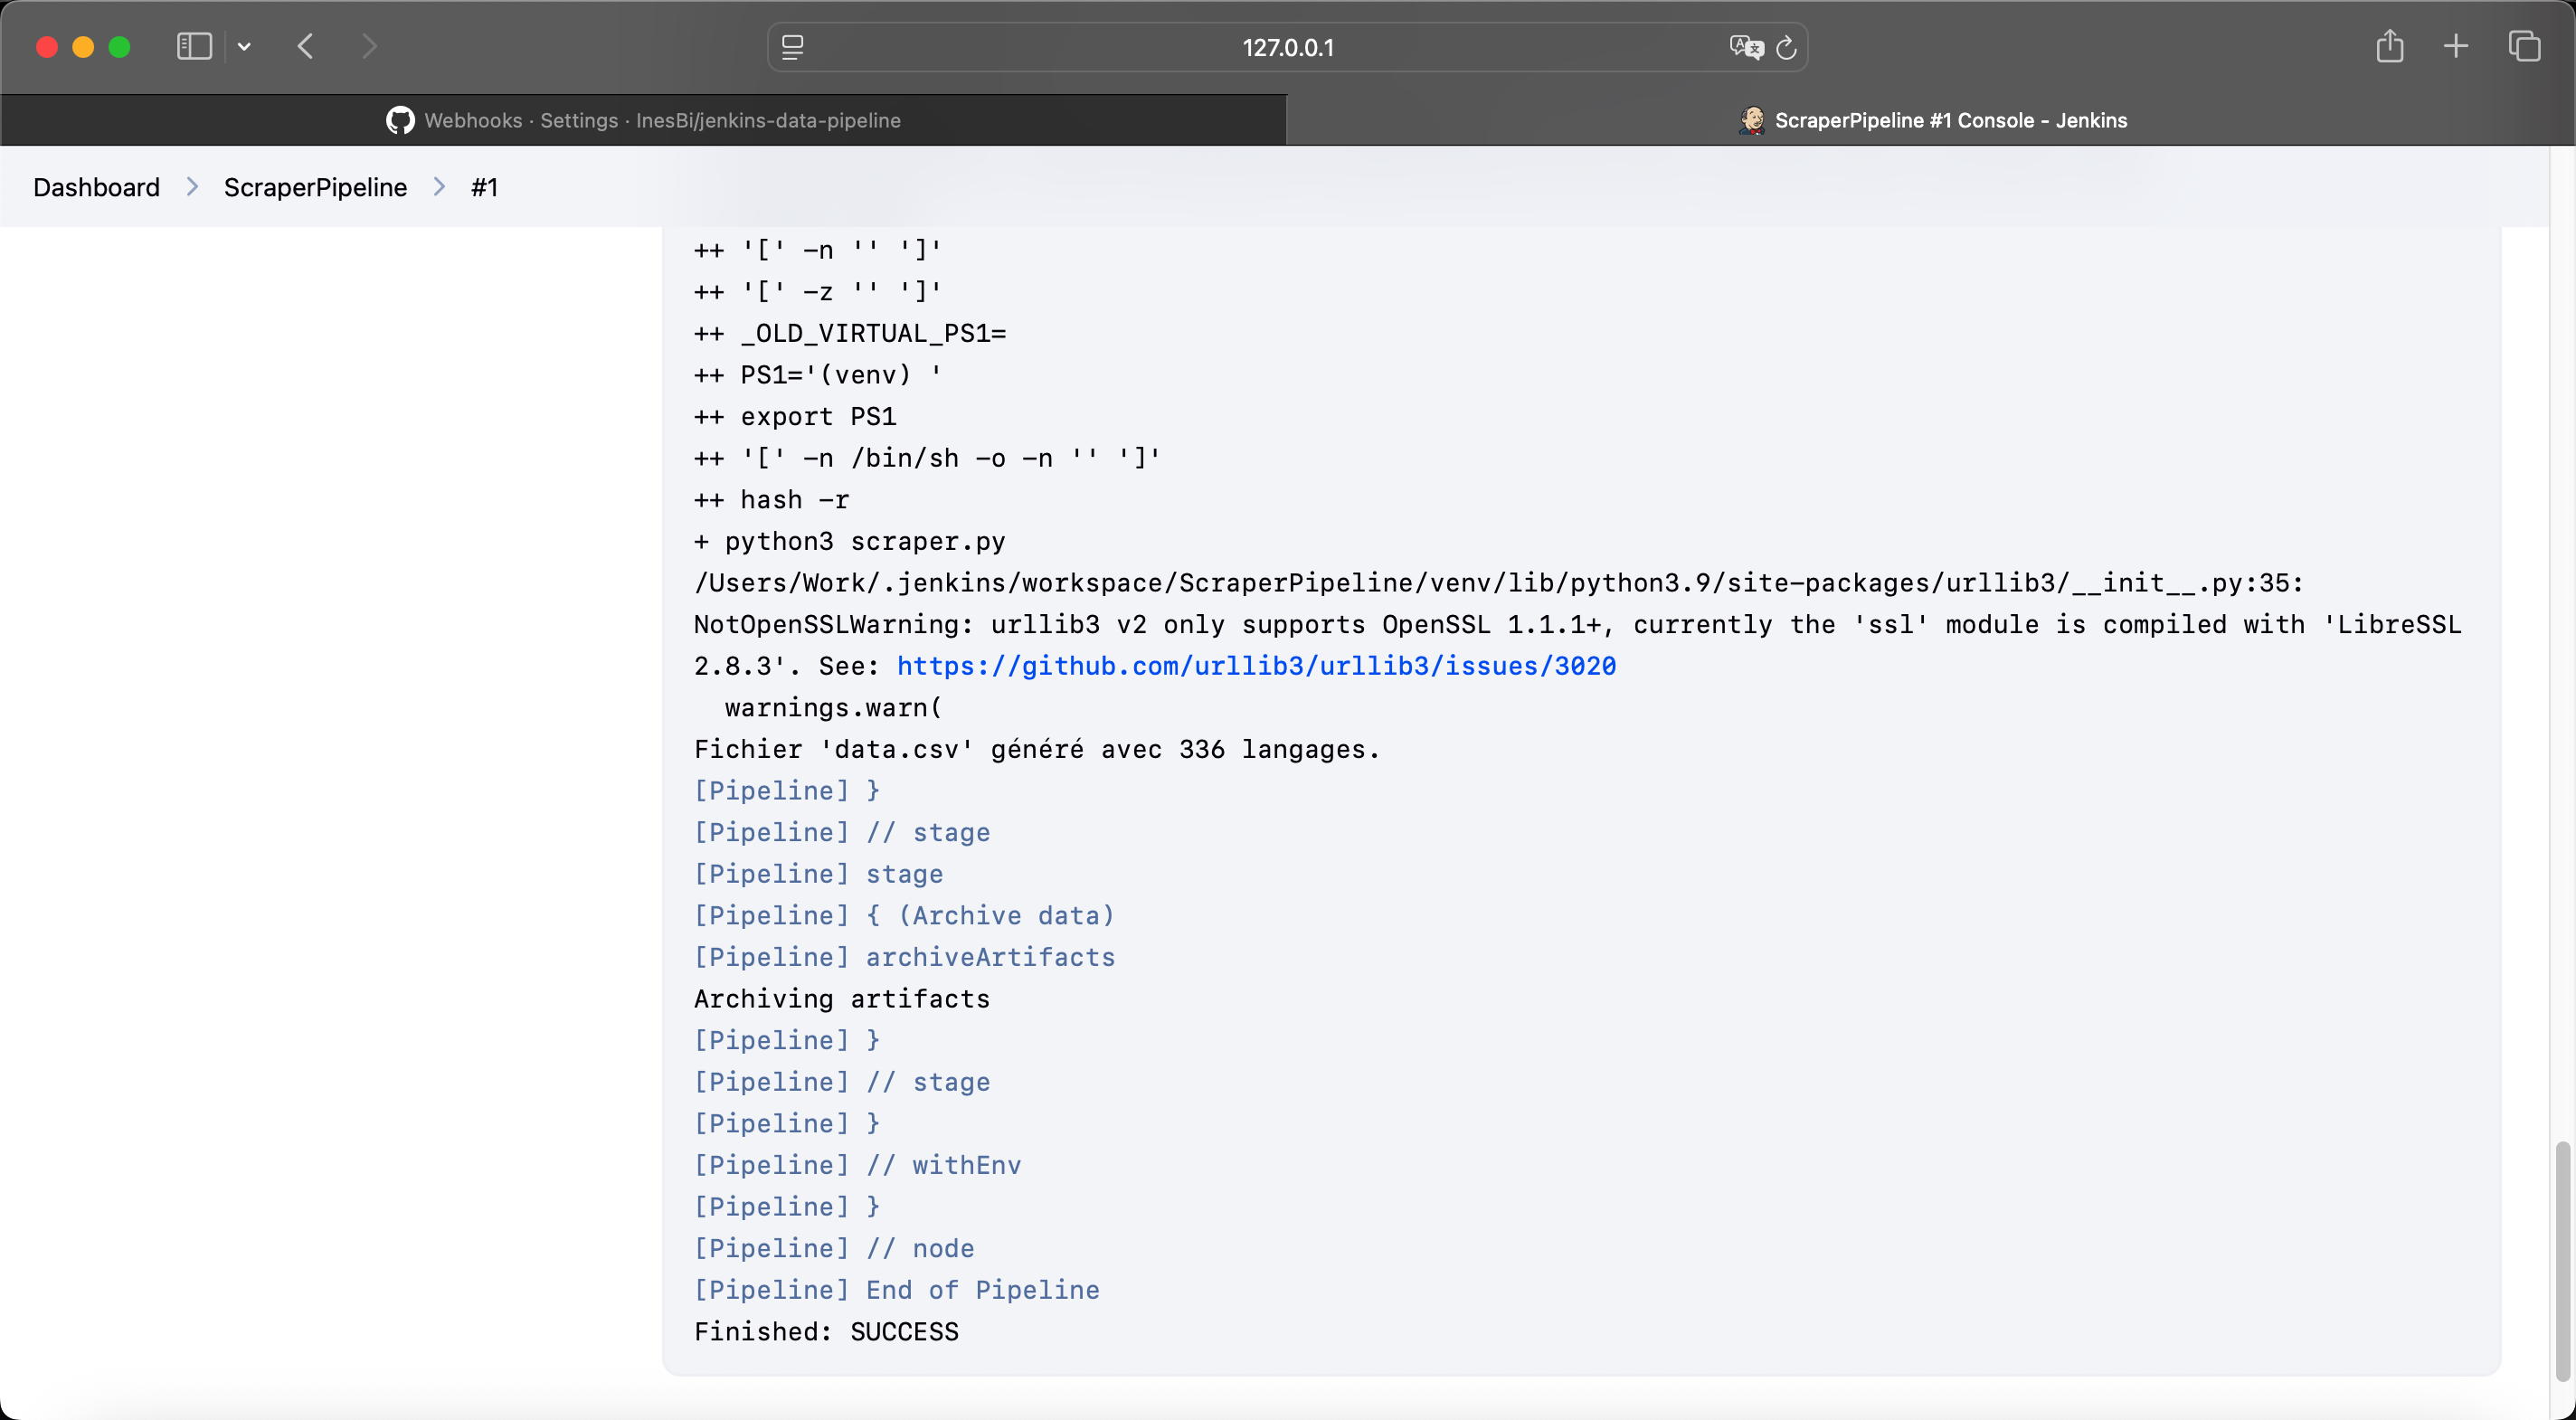 127.0.0.1
Webhooks · Settings · InesBi/jenkins-data-pipeline
ScraperPipeline #1 Console - Jenkins
Dashboard > ScraperPipeline > #1
++ '[' -n '' ']'
++ '[' -z '' ']'
++ _OLD_VIRTUAL_PS1=
++ PS1='(venv) '
++ export PS1
++ '[' -n /bin/sh -o -n '' ']'
++ hash -r
+ python3 scraper.py
/Users/Work/.jenkins/workspace/ScraperPipeline/venv/lib/python3.9/site-packages/urllib3/__init__.py:35:
NotOpenSSLWarning: urllib3 v2 only supports OpenSSL 1.1.1+, currently the 'ssl' module is compiled with 'LibreSSL
2.8.3'. See: https://github.com/urllib3/urllib3/issues/3020
  warnings.warn(
Fichier 'data.csv' généré avec 336 langages.
[Pipeline] }
[Pipeline] // stage
[Pipeline] stage
[Pipeline] { (Archive data)
[Pipeline] archiveArtifacts
Archiving artifacts
[Pipeline] }
[Pipeline] // stage
[Pipeline] }
[Pipeline] // withEnv
[Pipeline] }
[Pipeline] // node
[Pipeline] End of Pipeline
Finished: SUCCESS